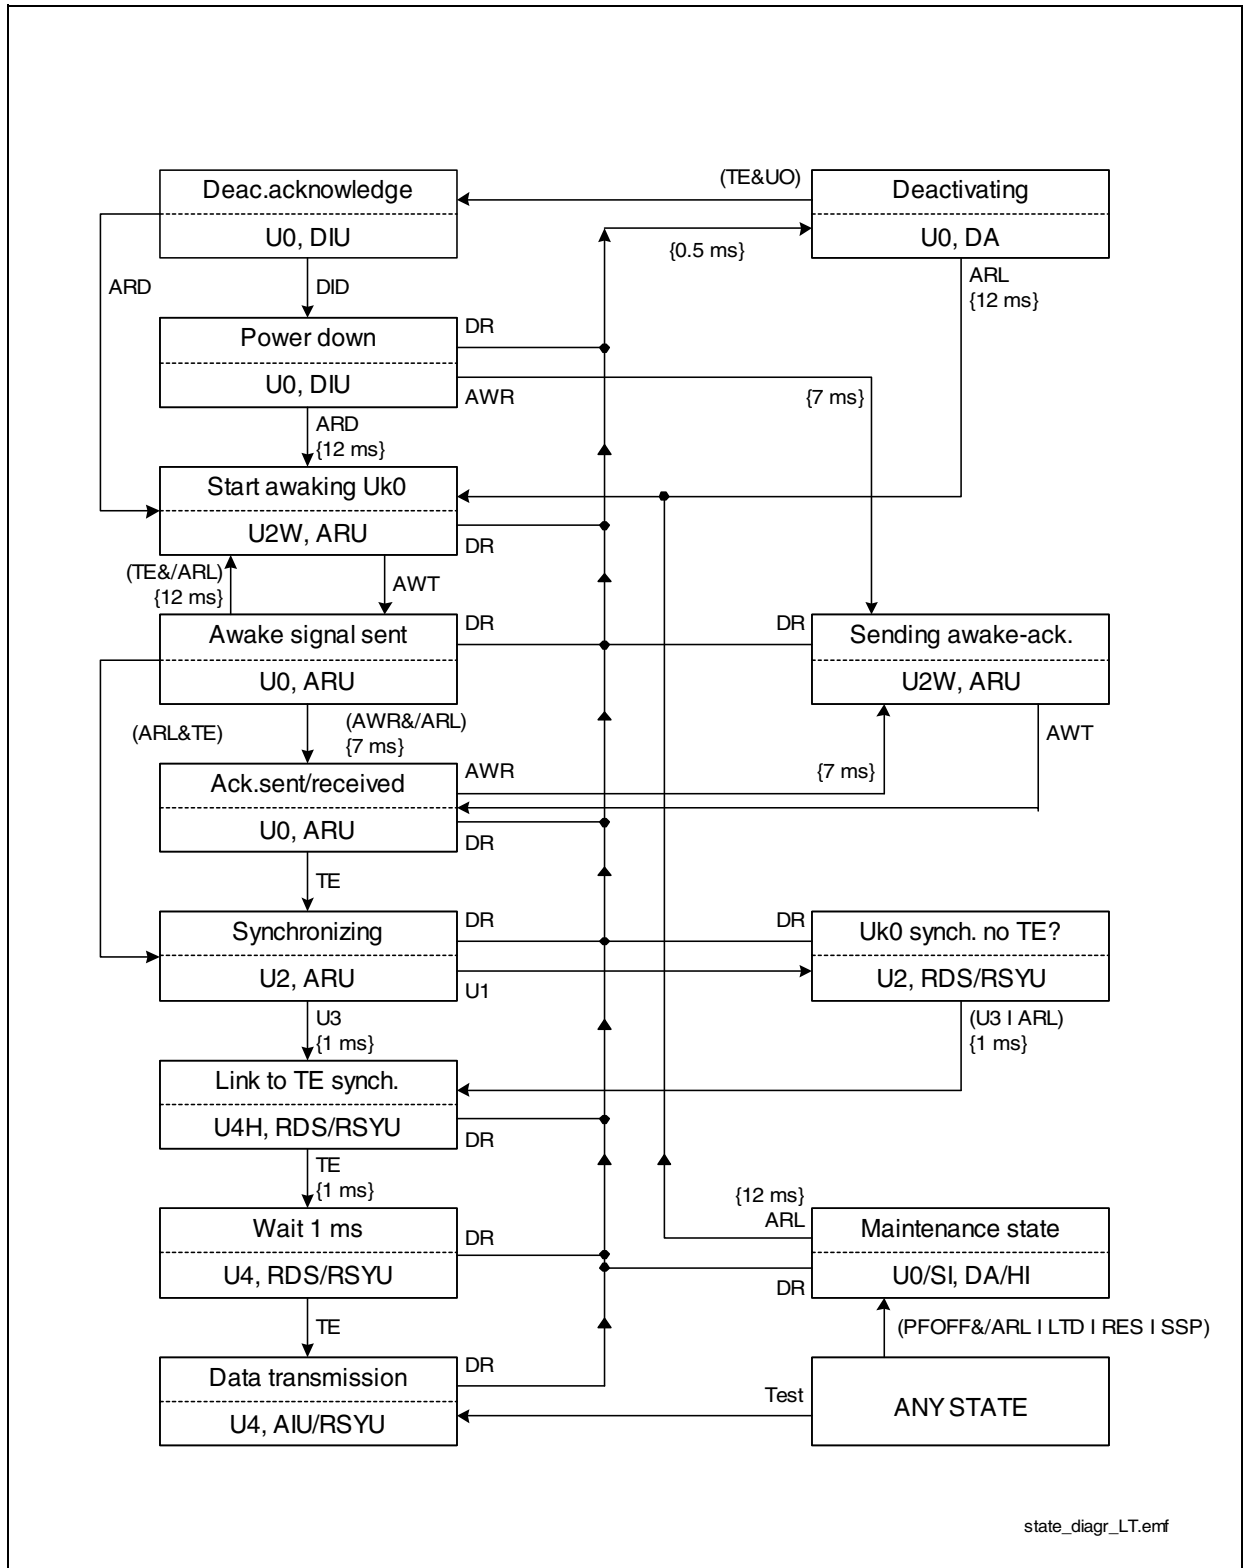 Deac.acknowledge
U0, DIU
(TE&UO)
Deactivating
U0, DA
{0.5 ms}
ARD
DID
ARL
{12 ms}
Power down
U0, DIU
DR
AWR
{7 ms}
ARD
{12 ms}
Start awaking Uk0
U2W, ARU
DR
(TE&/ARL)
{12 ms}
AWT
Awake signal sent
U0, ARU
DR
DR
Sending awake-ack.
U2W, ARU
(ARL&TE)
(AWR&/ARL)
{7 ms}
AWT
Ack.sent/received
U0, ARU
AWR
{7 ms}
DR
TE
Synchronizing
U2, ARU
DR
U1
DR
Uk0 synch. no TE?
U2, RDS/RSYU
U3
{1 ms}
(U3 I ARL)
{1 ms}
Link to TE synch.
U4H, RDS/RSYU
DR
TE
{1 ms}
{12 ms}
ARL
Wait 1 ms
U4, RDS/RSYU
DR
Maintenance state
U0/SI, DA/HI
DR
TE
(PFOFF&/ARL I LTD I RES I SSP)
Data transmission
U4, AIU/RSYU
DR
Test
ANY STATE
state_diagr_LT.emf